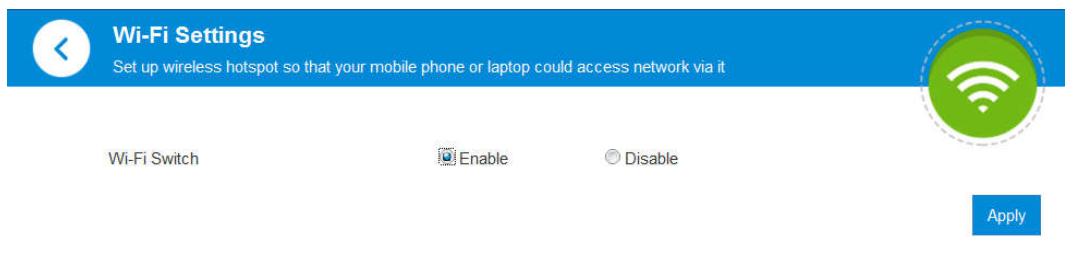 Wi-Fi Settings
Set up wireless hotspot so that your mobile phone or laptop could access network via it
Wi-Fi Switch Enable Disable
Apply